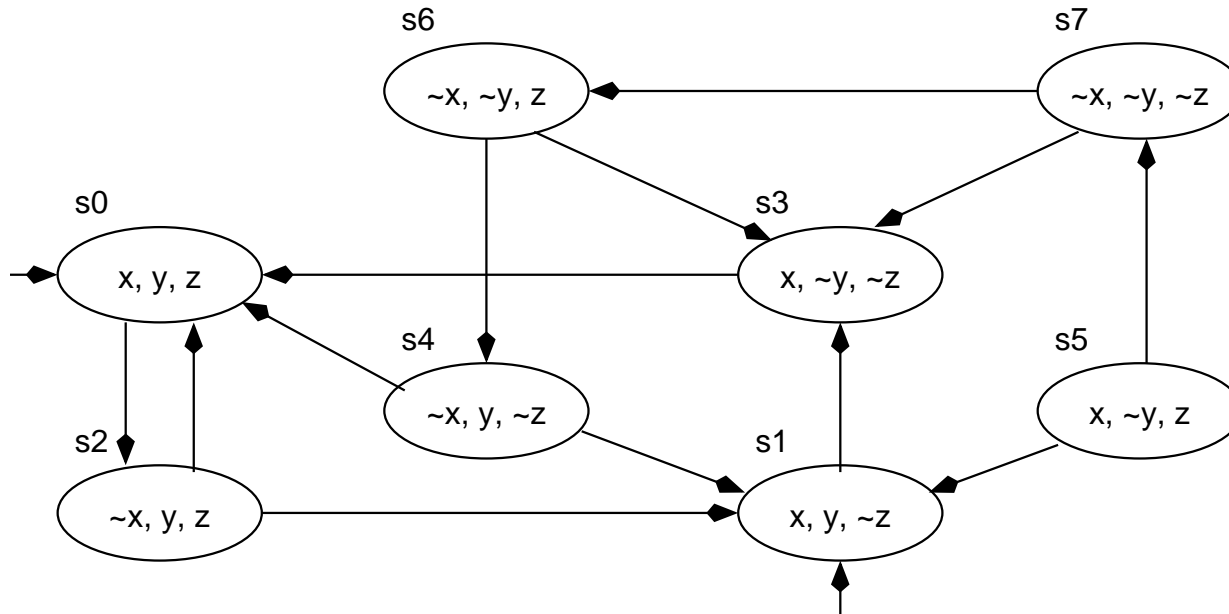 s6
s7
~x, ~y, z
~x, ~y, ~z
s0
s3
x, y, z
x, ~y, ~z
s4
s5
~x, y, ~z
x, ~y, z
s2
s1
~x, y, z
x, y, ~z